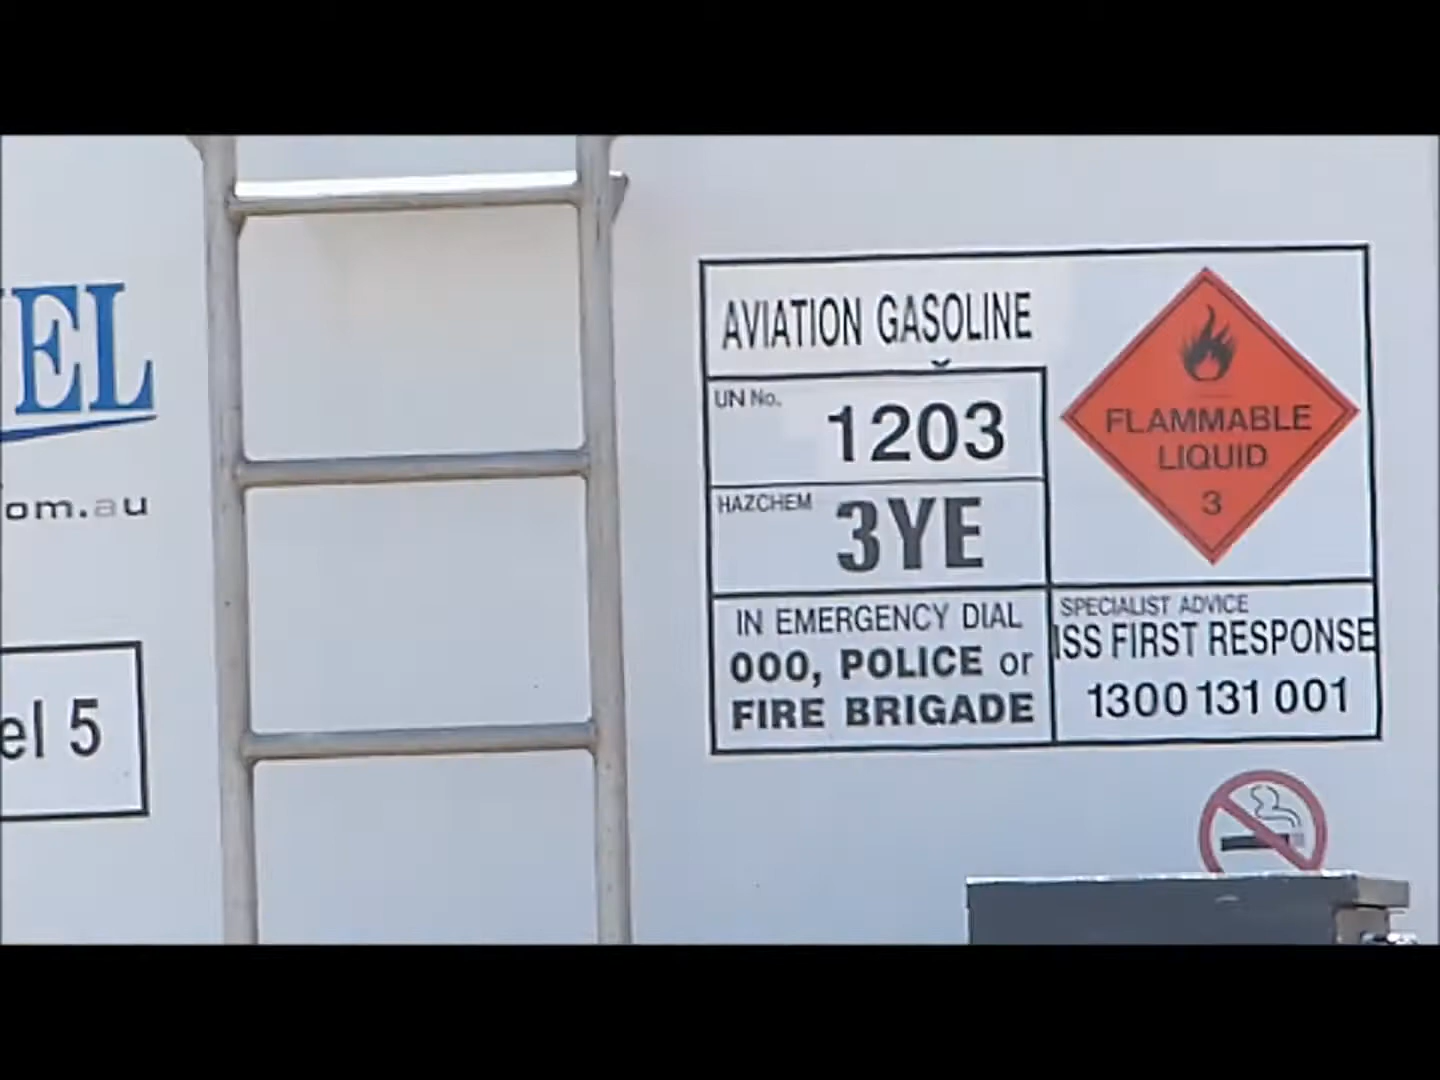 EL
om.au
el 5
AVIATION GASOLINE
UN No.
1203
HAZCHEM
3YE
IN EMERGENCY DIAL
000, POLICE or
FIRE BRIGADE
FLAMMABLE
LIQUID
3
SPECIALIST ADVICE
ISS FIRST RESPONSE
1300 131 001